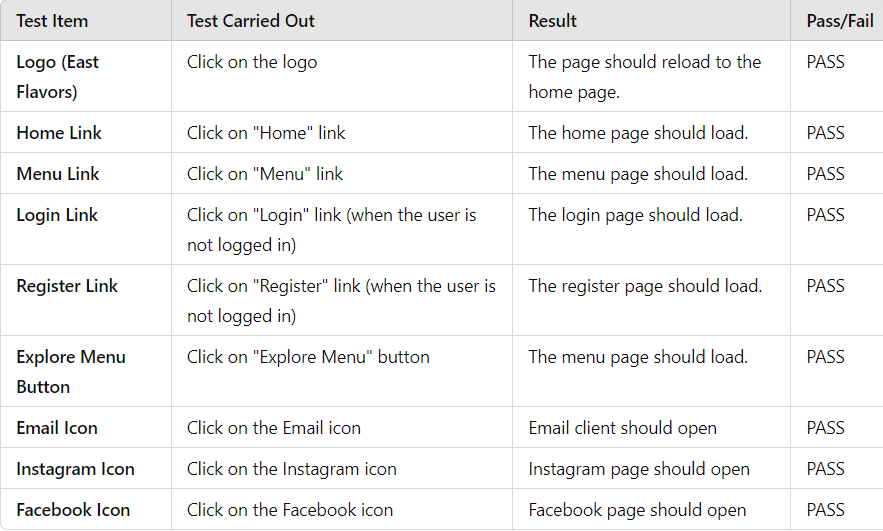 Test Item Test Carried Out Result Pass/Fail
Logo (East Click on the logo The page should reload to the PASS
Flavors) home page.
Home Link Click on "Home" link The home page should load. PASS
Menu Link Click on "Menu" link The menu page should load. PASS
Login Link Click on "Login" link (when the user is The login page should load. PASS
not logged in)
Register Link Click on "Register" link (when the user is The register page should load. PASS
not logged in)
Explore Menu Click on "Explore Menu" button The menu page should load. PASS
Button
Email Icon Click on the Email icon Email client should open PASS
Instagram Icon Click on the Instagram icon Instagram page should open PASS
Facebook Icon Click on the Facebook icon Facebook page should open PASS